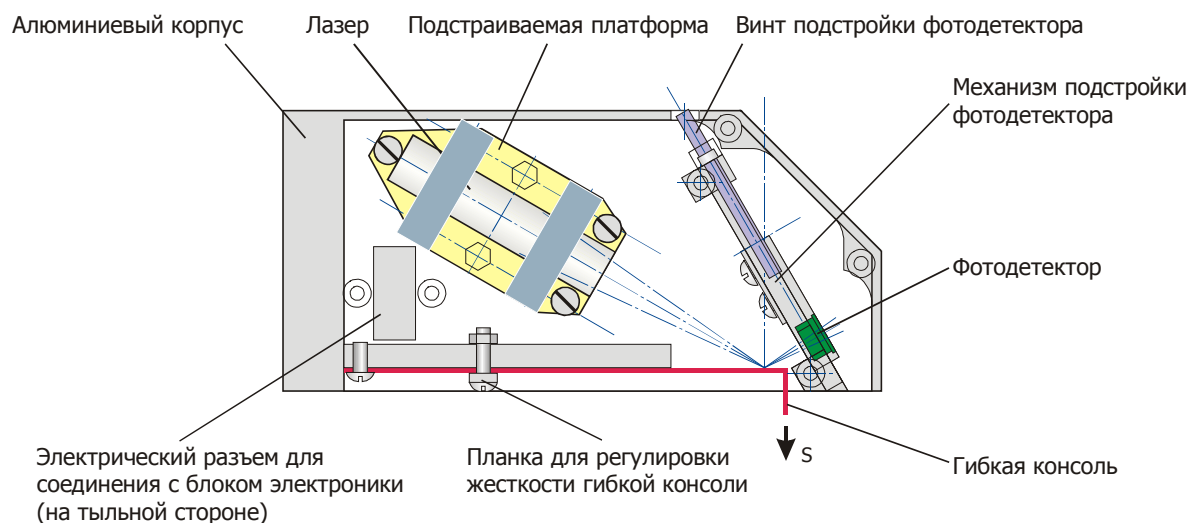 Алюминиевый корпус
Лазер
Подстраиваемая платформа
Винт подстройки фотодетектора
Механизм подстройки
фотодетектора
Фотодетектор
Гибкая консоль
S
Планка для регулировки
жесткости гибкой консоли
Электрический разъем для
соединения с блоком электроники
(на тыльной стороне)